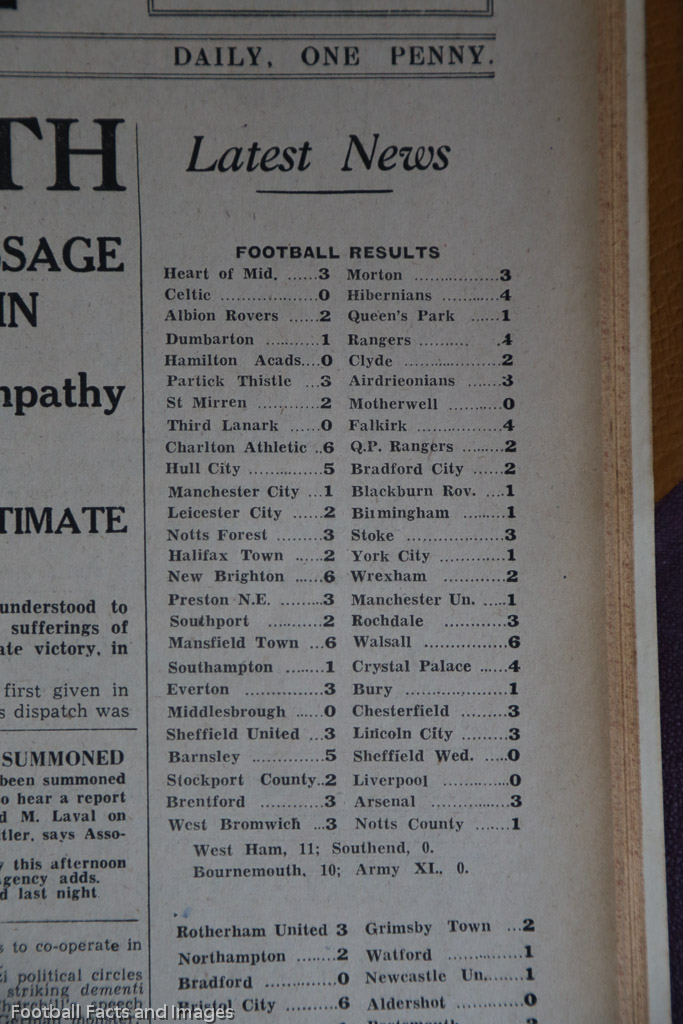 DAILY, ONE PENNY.
TH
SSAGE
IN
mpathy
TIMATE
understood to
sufferings of
ate victory, in
first given in
s dispatch was
SUMMONED
been summoned
o hear a report
d M. Laval on
tler, says Asso-
y this afternoon
gency adds.
d last night
s to co-operate in
i political circles
striking dementi
speech
Latest News
FOOTBALL RESULTS
Heart of Mid. ......3 Morton ...............3
Celtic .................0 Hibernians ..........4
Albion Rovers ......2 Queen's Park ......1
Dumbarton ..........1 Rangers .......... .4
Hamilton Acads....0 Clyde .................2
Partick Thistle ...3 Airdrieonians .......3
St Mirren ............2 Motherwell ..........0
Third Lanark ......0 Falkirk ...............4
Charlton Athletic ..6 Q.P. Rangers .........2
Hull City .............5 Bradford City ......2
Manchester City ...1 Blackburn Rov. ....1
Leicester City ......2 Birmingham .........1
Notts Forest .........3 Stoke ..................3
Halifax Town ......2 York City ............1
New Brighton ......6 Wrexham ............2
Preston N.E. .........3 Manchester Un. .....1
Southport ............2 Rochdale ............3
Mansfield Town ...6 Walsall ...............6
Southampton .......1 Crystal Palace .....4
Everton ..............3 Bury ..................1
Middlesbrough .....0 Chesterfield .........3
Sheffield United ...3 Lincoln City .........3
Barnsley .............5 Sheffield Wed. .....0
Stockport County..2 Liverpool ............0
Brentford ............3 Arsenal ...............3
West Bromwich ...3 Notts County .......1
West Ham, 11; Southend, 0.
Bournemouth, 10; Army XI., 0.
Rotherham United 3 Grimsby Town ...2
Northampton .......2 Watford ..............1
Bradford .............0 Newcastle Un.......1
Bristol City .........6 Aldershot ............0
Football Facts and Images